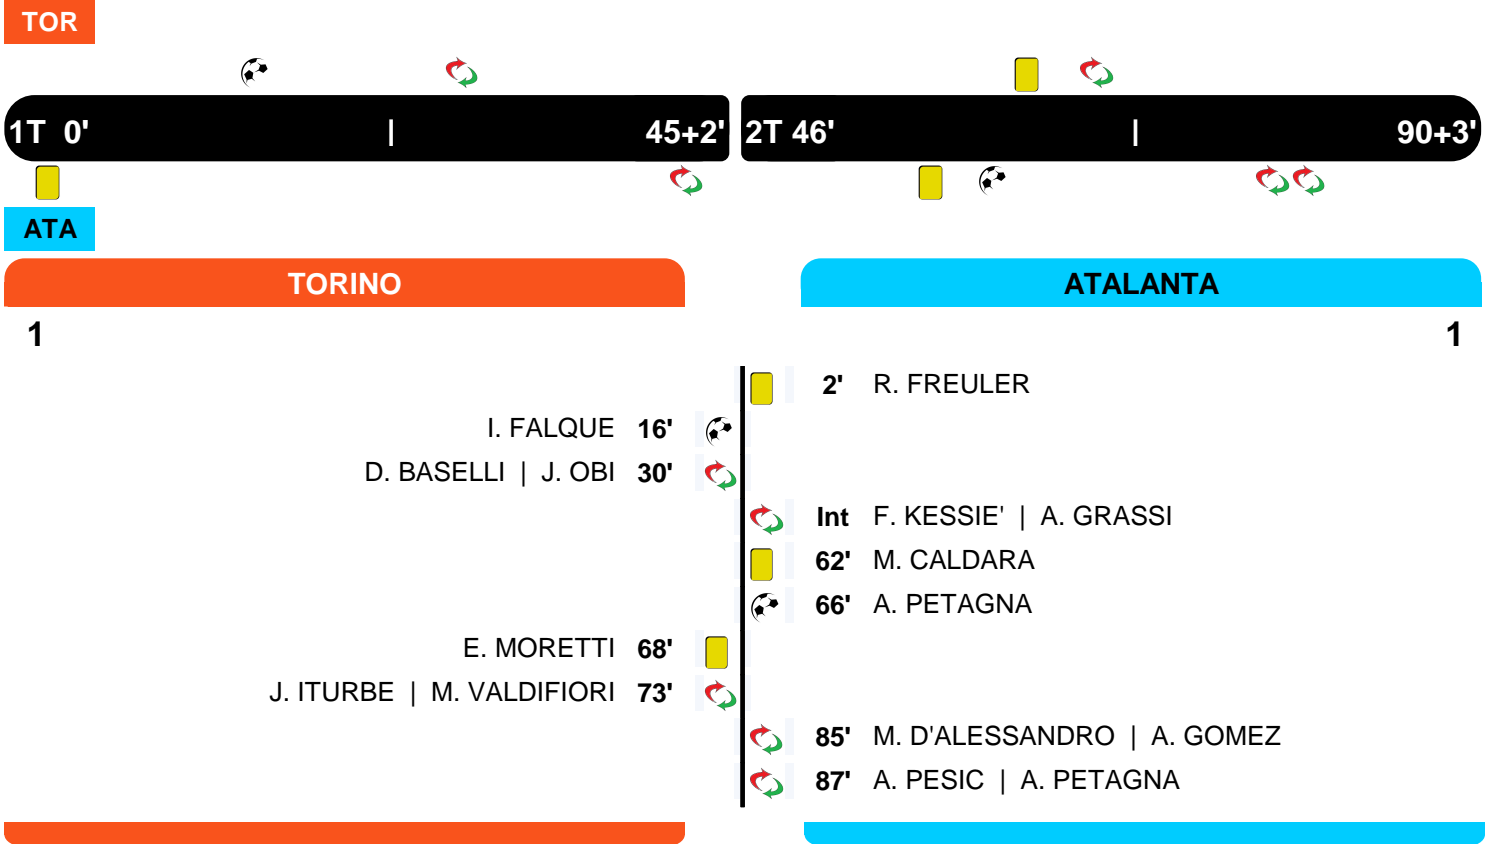 TOR
1T 0' | 45+2' 2T 46' | 90+3'
ATA
TORINO ATALANTA
1 1
2' R. FREULER
I. FALQUE 16'
D. BASELLI | J. OBI 30'
Int F. KESSIE' | A. GRASSI
62' M. CALDARA
66' A. PETAGNA
E. MORETTI 68'
J. ITURBE | M. VALDIFIORI 73'
85' M. D'ALESSANDRO | A. GOMEZ
87' A. PESIC | A. PETAGNA